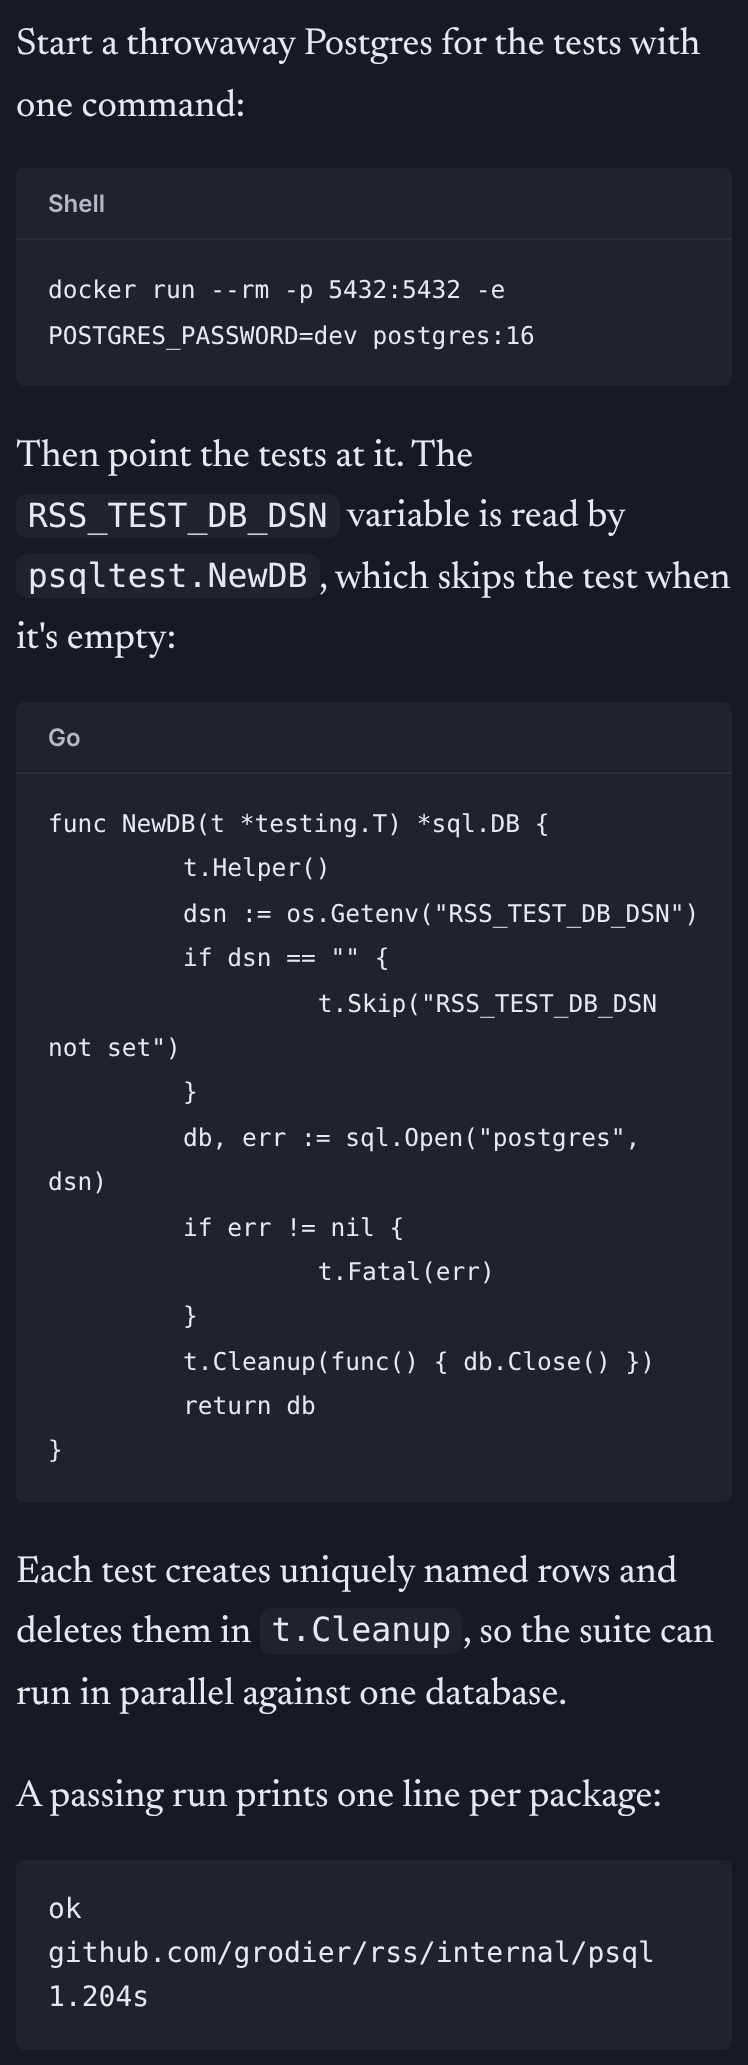 Start a throwaway Postgres for the tests with
one command:
Shell
docker run --rm -p 5432:5432 -e
POSTGRES_PASSWORD=dev postgres:16
Then point the tests at it. The
RSS_TEST_DB_DSN variable is read by
psqltest.NewDB, which skips the test when
it's empty:
Go
func NewDB(t *testing.T) *sql.DB {
	t.Helper()
	dsn := os.Getenv("RSS_TEST_DB_DSN")
	if dsn == "" {
		t.Skip("RSS_TEST_DB_DSN
not set")
	}
	db, err := sql.Open("postgres",
dsn)
	if err != nil {
		t.Fatal(err)
	}
	t.Cleanup(func() { db.Close() })
	return db
}
Each test creates uniquely named rows and
deletes them in t.Cleanup, so the suite can
run in parallel against one database.
A passing run prints one line per package:
ok
github.com/grodier/rss/internal/psql
1.204s